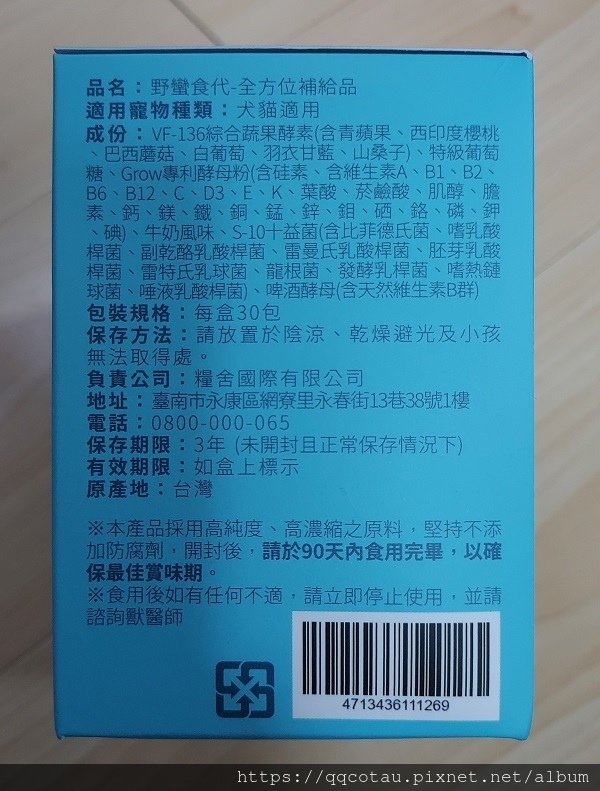 品名：野蠻食代-全方位補給品
適用寵物種類：犬貓適用
成份：VF-136綜合蔬果酵素(含青蘋果、西印度櫻桃
、巴西蘑菇、白葡萄、羽衣甘藍、山桑子)、特級葡萄
糖、Grow專利酵母粉(含硅素、含維生素A、B1、B2、
B6、B12、C、D3、E、K、葉酸、菸鹼酸、肌醇、膽
素、鈣、鎂、鐵、銅、錳、鋅、鉬、硒、鉻、磷、鉀
、碘)、牛奶風味、S-10十益菌(含比菲德氏菌、嗜乳酸
桿菌、副乾酪乳酸桿菌、雷曼氏乳酸桿菌、胚芽乳酸
桿菌、雷特氏乳球菌、龍根菌、發酵乳桿菌、嗜熱鏈
球菌、唾液乳酸桿菌)、啤酒酵母(含天然維生素B群)
包裝規格：每盒30包
保存方法：請放置於陰涼、乾燥避光及小孩
無法取得處。
負責公司：糧舍國際有限公司
地址：臺南市永康區網寮里永春街13巷38號1樓
電話：0800-000-065
保存期限：3年 (未開封且正常保存情況下)
有效期限：如盒上標示
原產地：台灣
※本產品採用高純度、高濃縮之原料，堅持不添
加防腐劑，開封後，請於90天內食用完畢，以確
保最佳賞味期。
※食用後如有任何不適，請立即停止使用，並請
諮詢獸醫師
4713436111269
https://qqcotau.pixnet.net/album